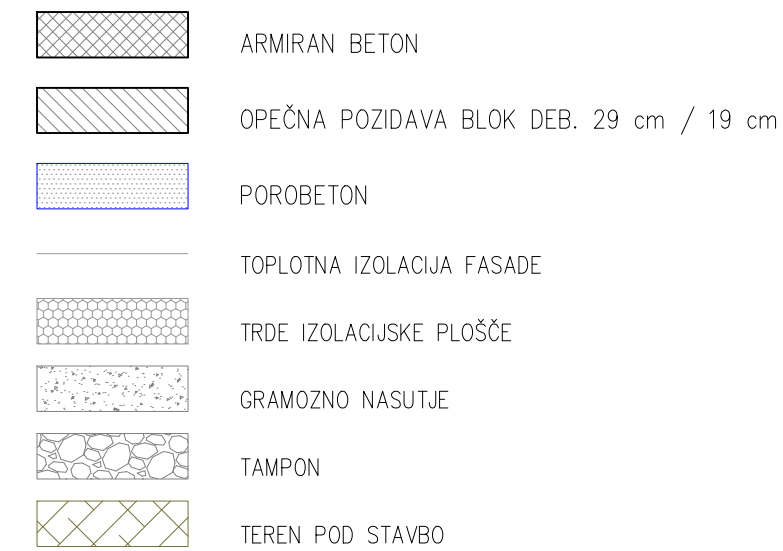 ARMIRAN BETON
OPEČNA POZIDAVA BLOK DEB. 29 cm / 19 cm
POROBETON
TOPLOTNA IZOLACIJA FASADE
TRDE IZOLACIJSKE PLOŠČE
GRAMOZNO NASUTJE
TAMPON
TEREN POD STAVBO